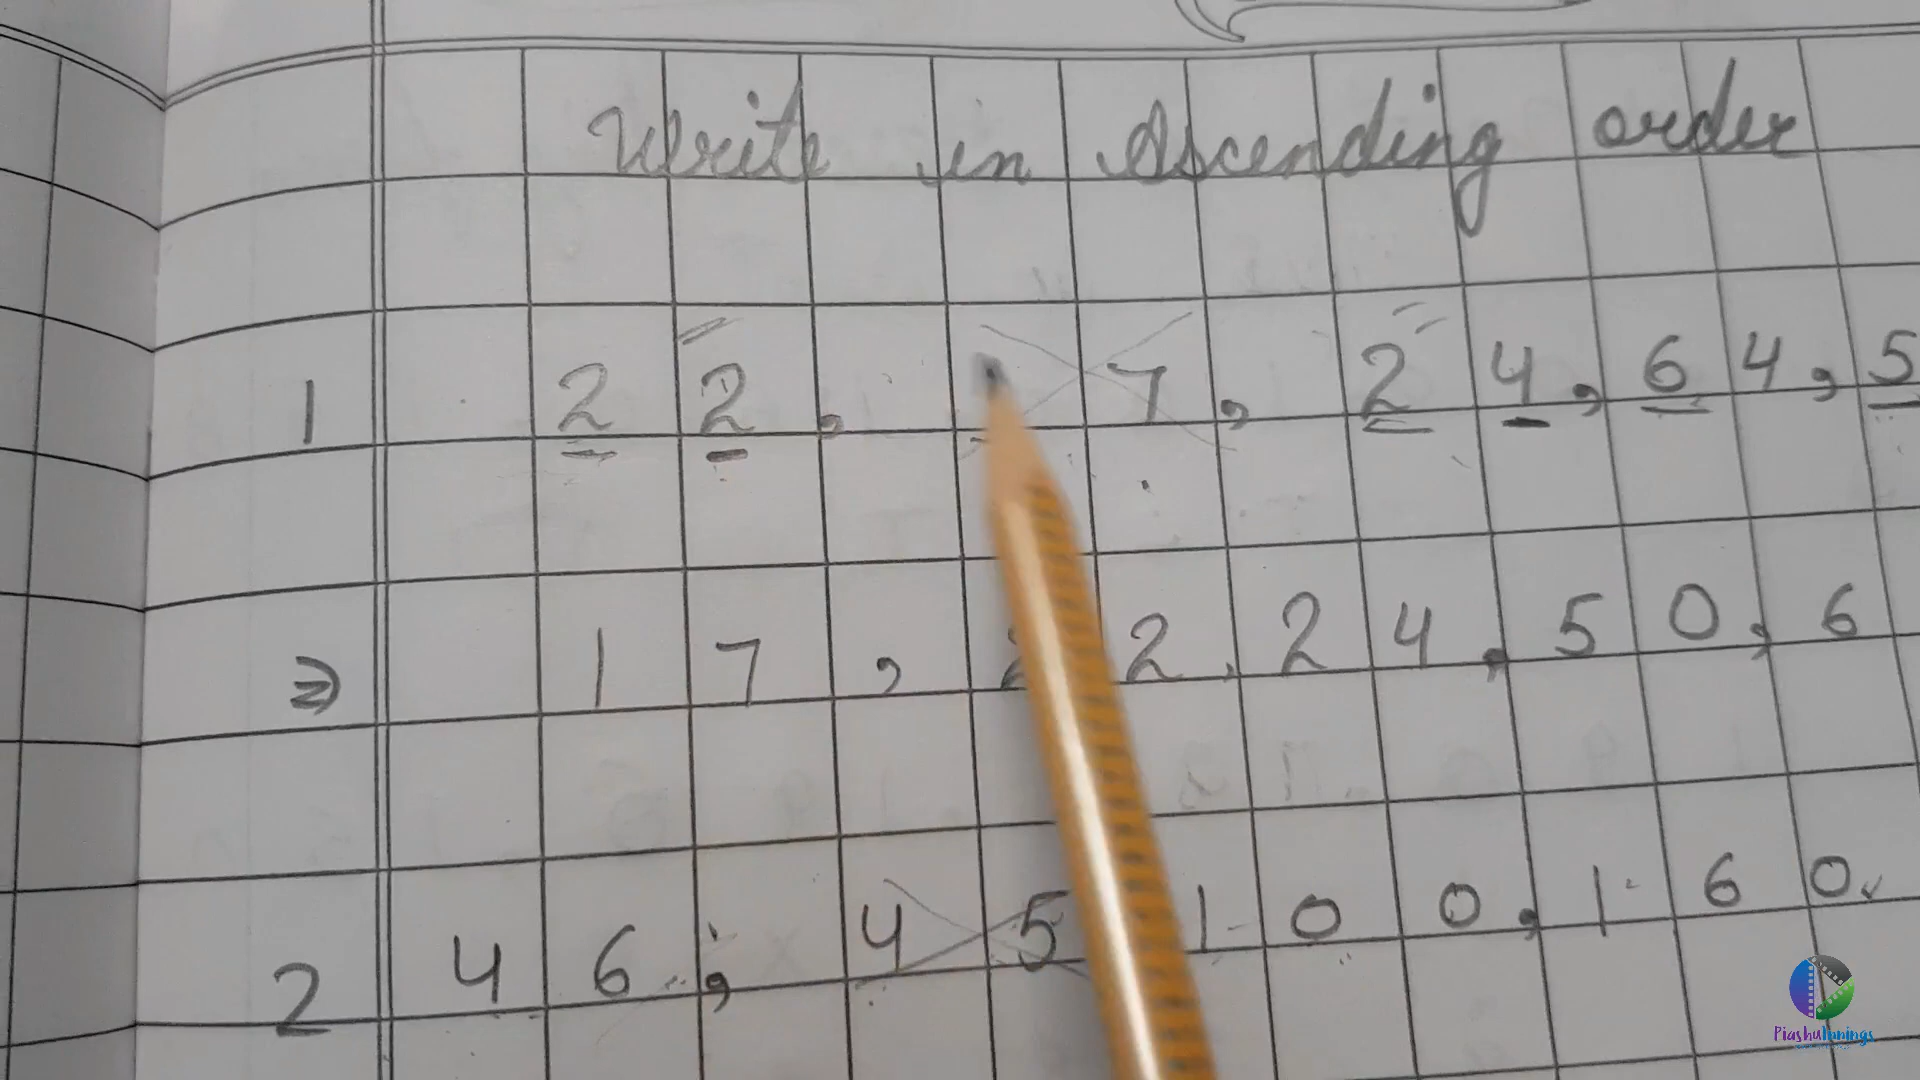 Write in Ascending order
1 22, 7, 24, 64, 5
⇒ 17, 22, 24, 50, 6
2 46, 45 100, 160.
PiashuInnings